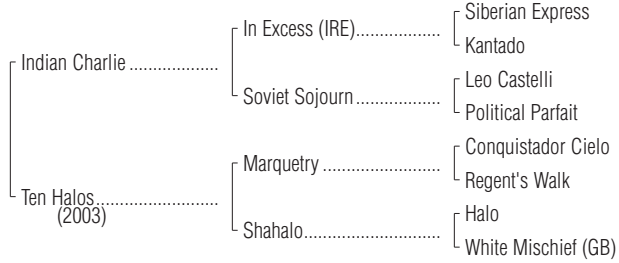 Siberian Express
In Excess (IRE)...................
Kantado
Indian Charlie ...................
Leo Castelli
Soviet Sojourn ...................
Political Parfait
Conquistador Cielo
Marquetry .........................
Regent's Walk
Ten Halos..........................
(2003)
Halo
Shahalo.............................
White Mischief (GB)